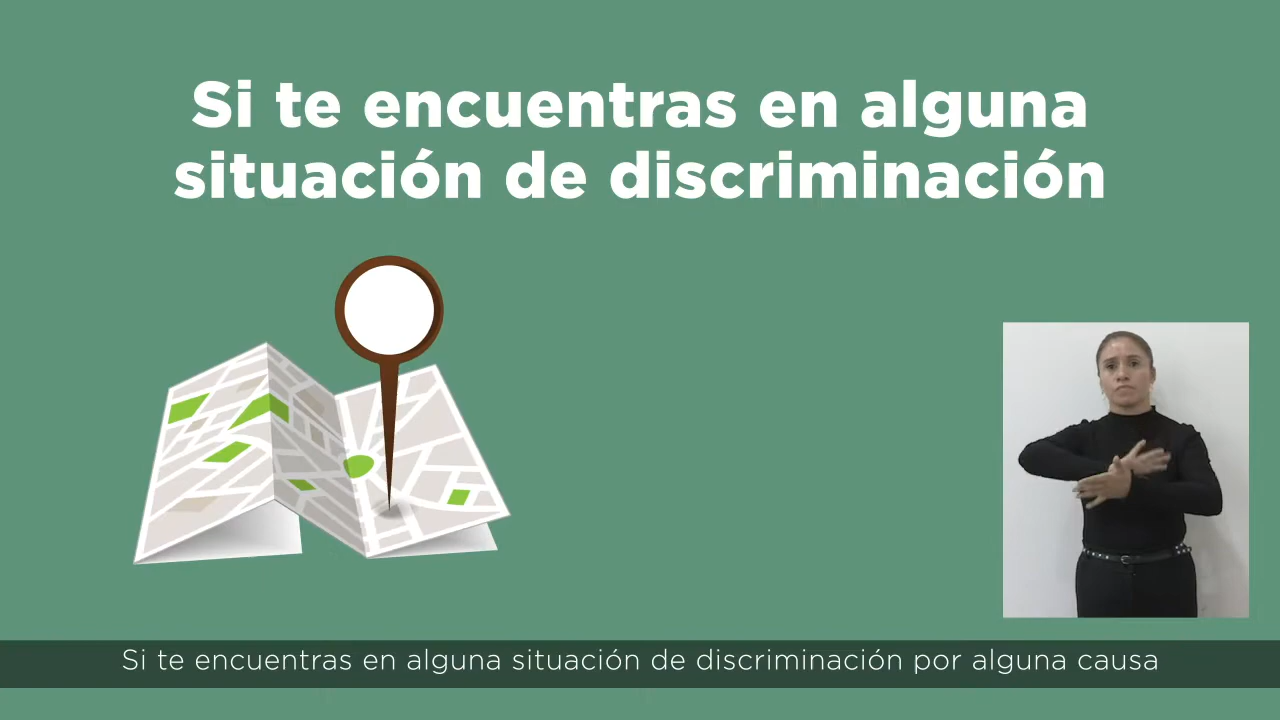 Si te encuentras en alguna
situación de discriminación
Si te encuentras en alguna situación de discriminación por alguna causa